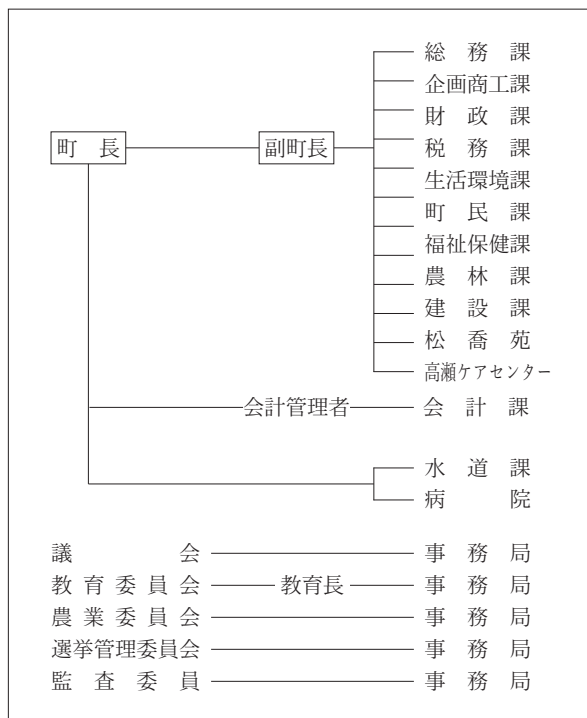 総務課
企画商工課
財政課
町長 副町長 税務課
生活環境課
町民課
福祉保健課
農林課
建設課
松喬苑
高瀬ケアセンター
会計管理者 会計課
水道課
病院
議会 事務局
教育委員会 教育長 事務局
農業委員会 事務局
選挙管理委員会 事務局
監査委員 事務局